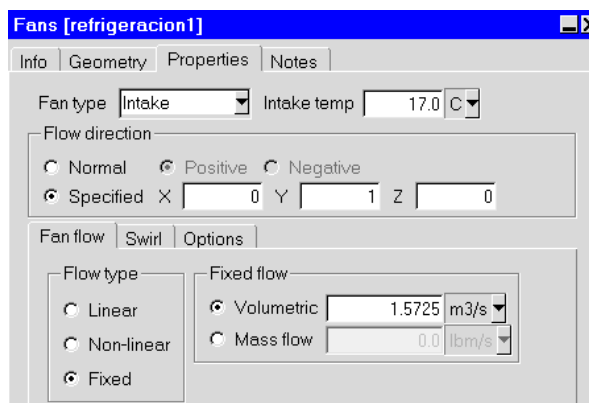 Fans [refrigeracion1]
Info Geometry Properties Notes
Fan type Intake Intake temp 17.0 C
Flow direction
Normal Positive Negative
Specified X 0 Y 1 Z 0
Fan flow Swirl Options
Flow type Fixed flow
Linear Volumetric 1.5725 m3/s
Non-linear Mass flow 0.0 lbm/s
Fixed